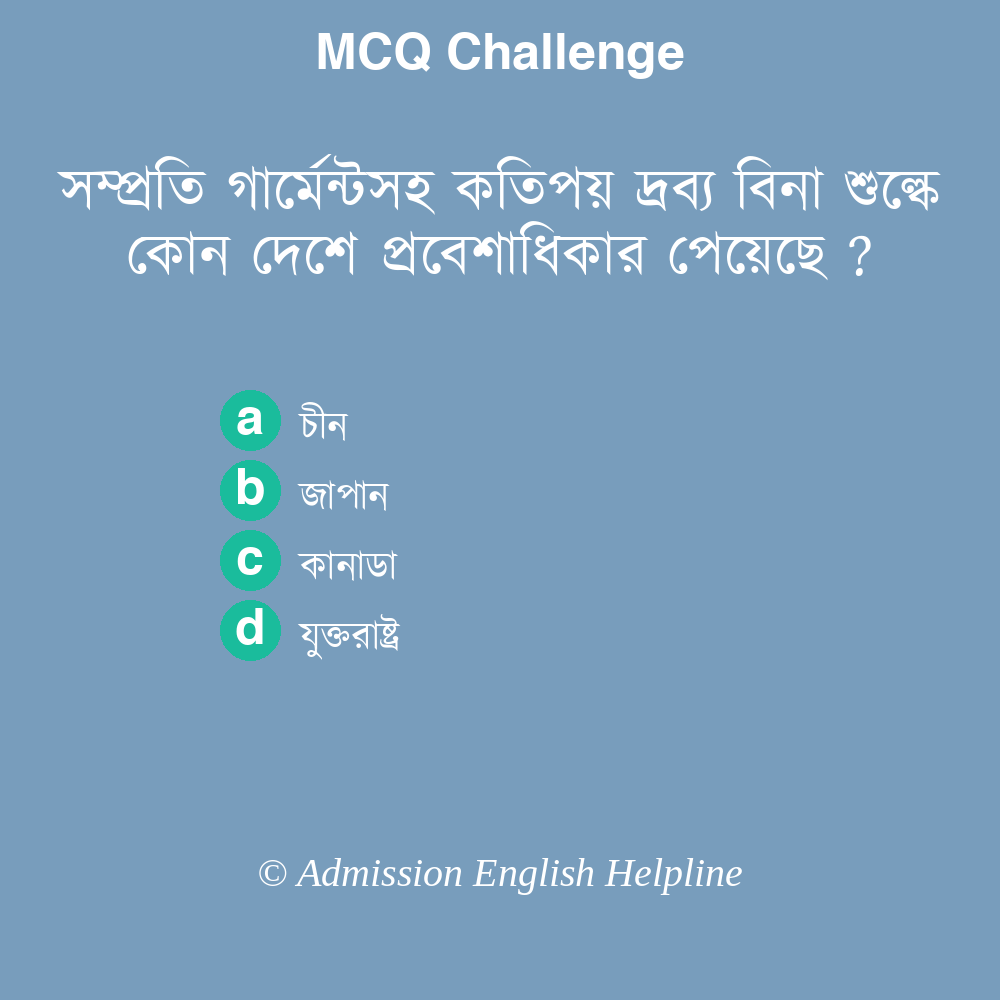 MCQ Challenge
সম্প্রতি গার্মেন্টসহ কতিপয় দ্রব্য বিনা শুল্কে
কোন দেশে প্রবেশাধিকার পেয়েছে ?
a চীন
b জাপান
c কানাডা
d যুক্তরাষ্ট্র
© Admission English Helpline